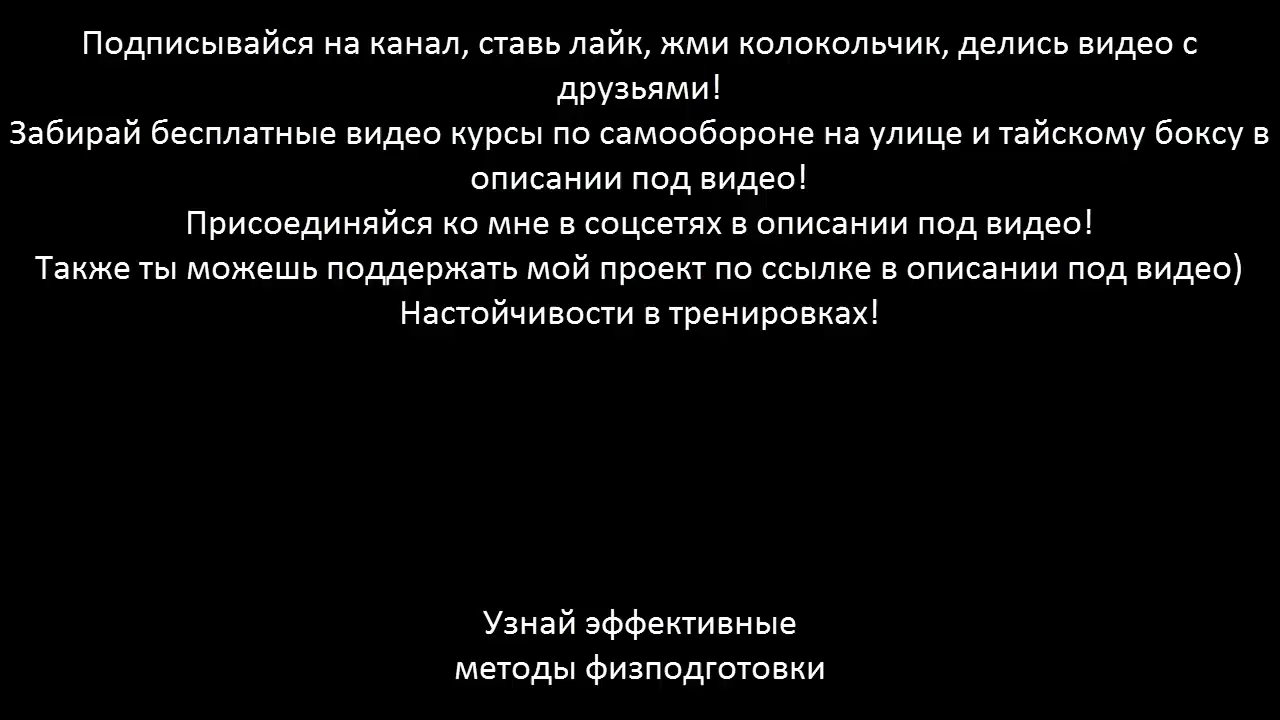 Подписывайся на канал, ставь лайк, жми колокольчик, делись видео с
друзьями!
Забирай бесплатные видео курсы по самообороне на улице и тайскому боксу в
описании под видео!
Присоединяйся ко мне в соцсетях в описании под видео!
Также ты можешь поддержать мой проект по ссылке в описании под видео)
Настойчивости в тренировках!
Узнай эффективные
методы физподготовки